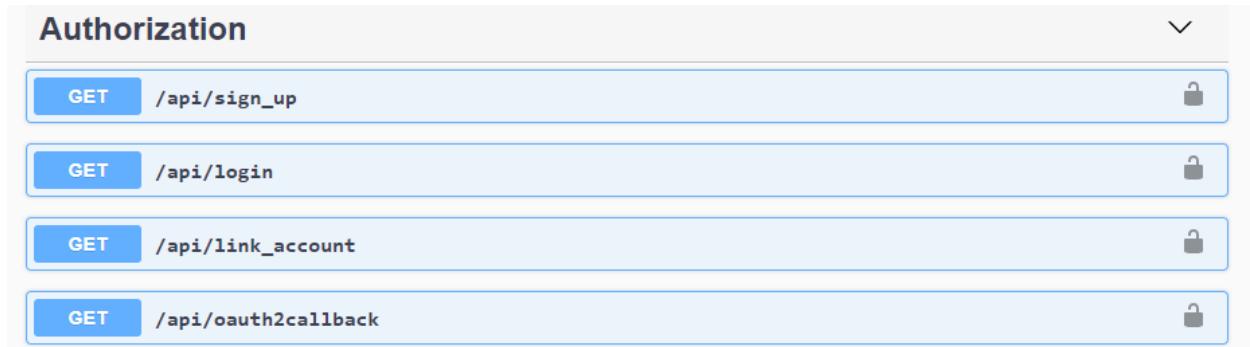 Authorization
GET /api/sign_up
GET /api/login
GET /api/link_account
GET /api/oauth2callback